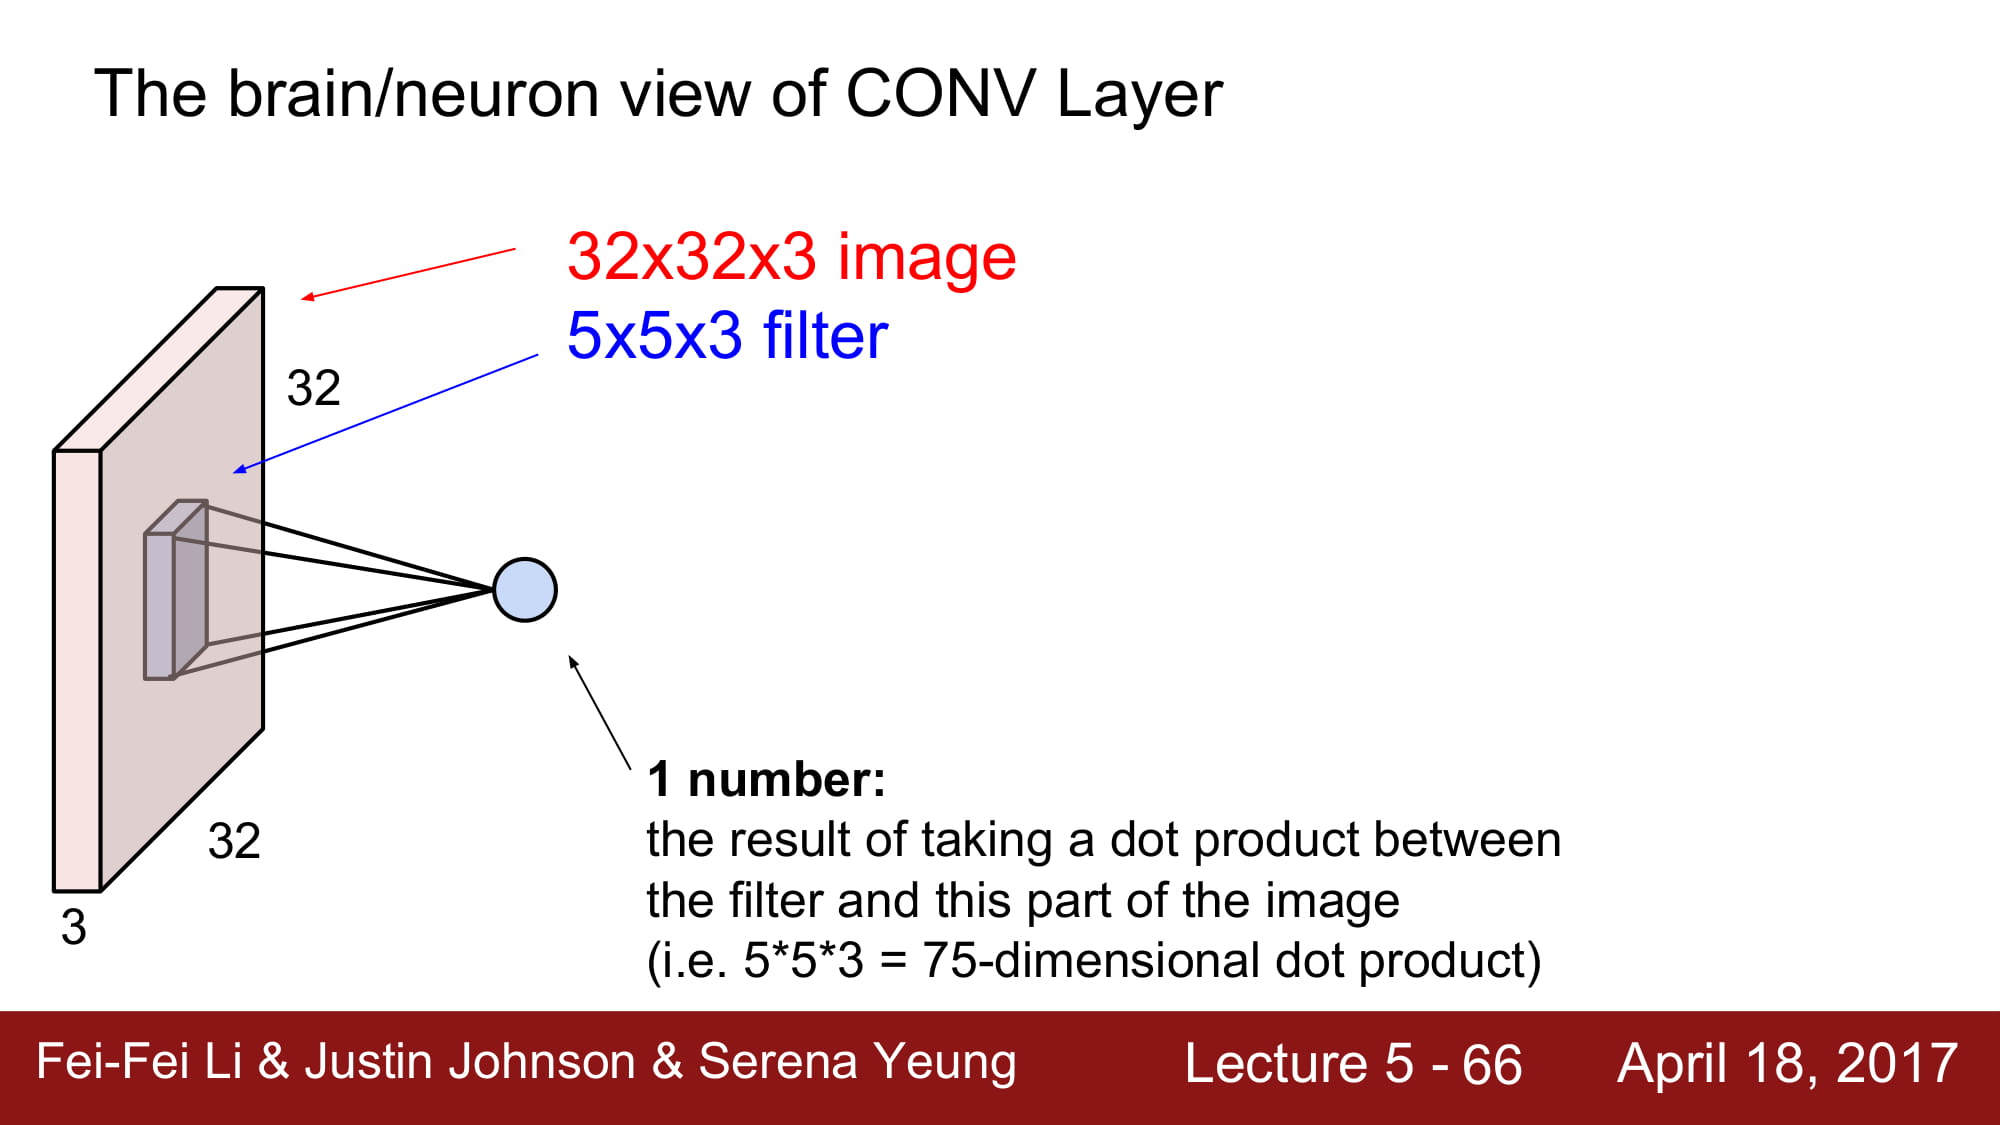 The brain/neuron view of CONV Layer
32x32x3 image
5x5x3 filter
32
32
3
1 number:
the result of taking a dot product between
the filter and this part of the image
(i.e. 5*5*3 = 75-dimensional dot product)
Fei-Fei Li & Justin Johnson & Serena Yeung
Lecture 5 - 66
April 18, 2017